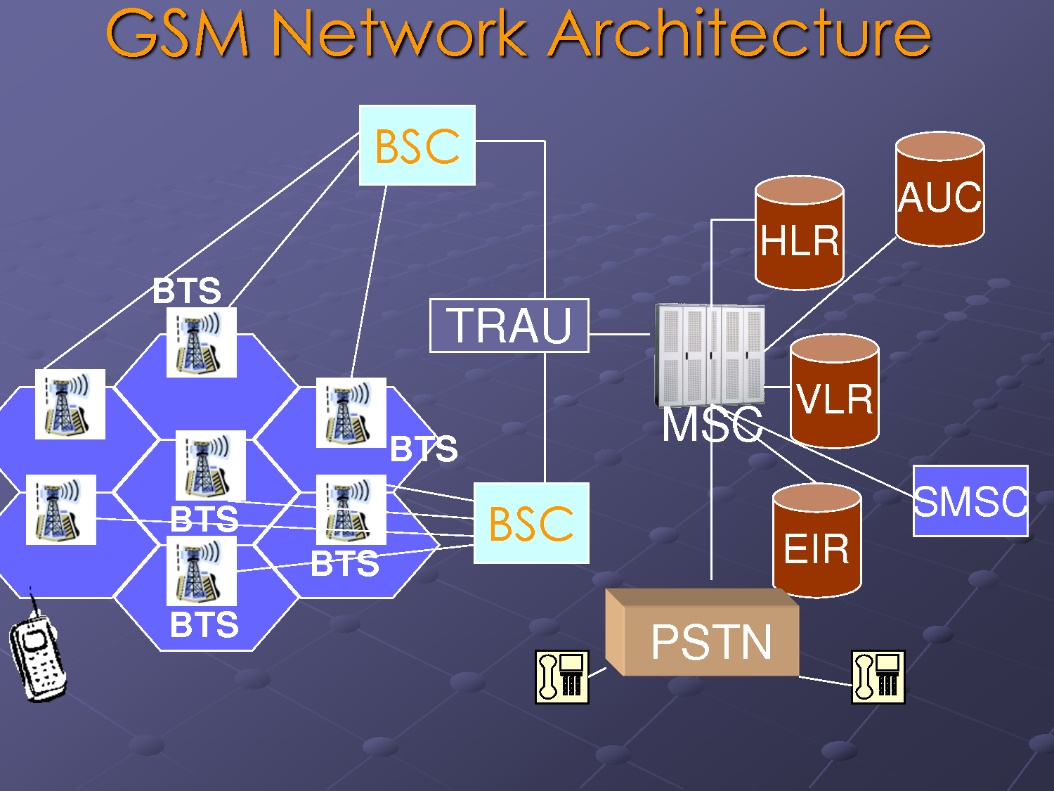 GSM Network Architecture
BSC
AUC
HLR
BTS
TRAU
VLR
MSC
BTS
SMSC
BTS
BSC
EIR
BTS
BTS
PSTN